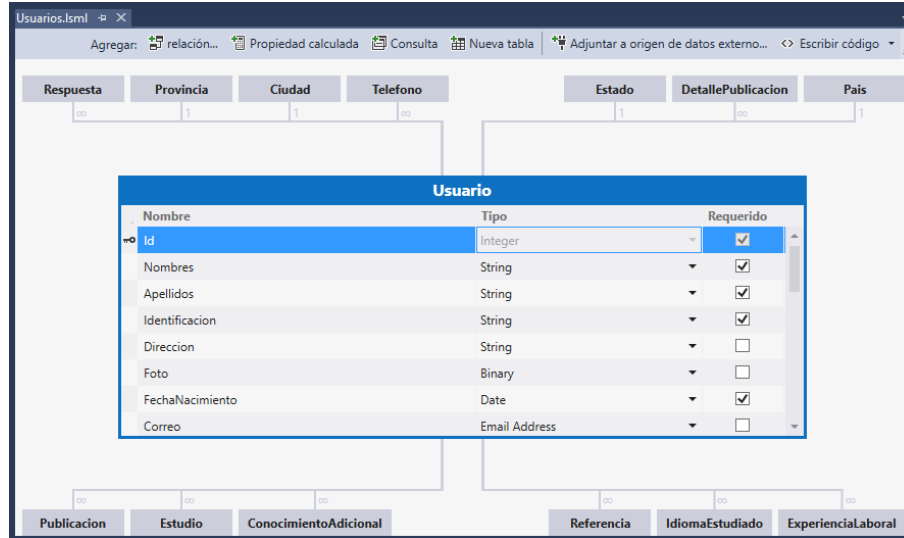 Usuarios.lsml
Agregar: relación... Propiedad calculada Consulta Nueva tabla Adjuntar a origen de datos externo... Escribir código
Respuesta Provincia Ciudad Telefono Estado DetallePublicacion Pais
∞ 1 1 ∞ 1 ∞ 1
Usuario
Nombre Tipo Requerido
Id Integer
Nombres String
Apellidos String
Identificacion String
Direccion String
Foto Binary
FechaNacimiento Date
Correo Email Address
∞ ∞ ∞ ∞ ∞ ∞
Publicacion Estudio ConocimientoAdicional Referencia IdiomaEstudiado ExperienciaLaboral